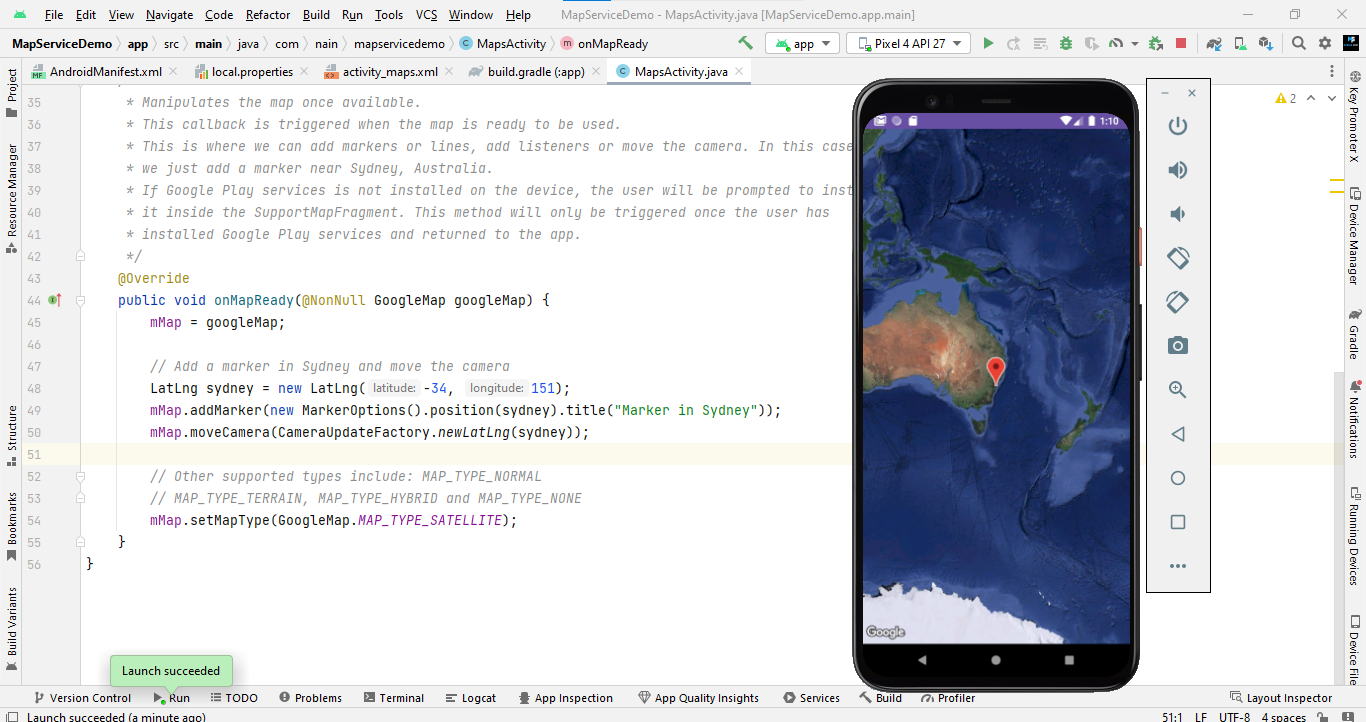 File Edit View Navigate Code Refactor Build Run Tools VCS Window Help MapServiceDemo - MapsActivity.java [MapServiceDemo.app.main]
MapServiceDemo app src main java com nain mapservicedemo MapsActivity onMapReady app Pixel 4 API 27
AndroidManifest.xml local.properties activity_maps.xml build.gradle (:app) MapsActivity.java
35 * Manipulates the map once available.
36 * This callback is triggered when the map is ready to be used.
37 * This is where we can add markers or lines, add listeners or move the camera. In this case
38 * we just add a marker near Sydney, Australia.
39 * If Google Play services is not installed on the device, the user will be prompted to inst
40 * it inside the SupportMapFragment. This method will only be triggered once the user has
41 * installed Google Play services and returned to the app.
42 */
43 @Override
44 public void onMapReady(@NonNull GoogleMap googleMap) {
45 mMap = googleMap;
46
47 // Add a marker in Sydney and move the camera
48 LatLng sydney = new LatLng( latitude: -34, longitude: 151);
49 mMap.addMarker(new MarkerOptions().position(sydney).title("Marker in Sydney"));
50 mMap.moveCamera(CameraUpdateFactory.newLatLng(sydney));
51
52 // Other supported types include: MAP_TYPE_NORMAL
53 // MAP_TYPE_TERRAIN, MAP_TYPE_HYBRID and MAP_TYPE_NONE
54 mMap.setMapType(GoogleMap.MAP_TYPE_SATELLITE);
55 }
56 }
2
1:10
Google
Project
Resource Manager
Structure
Bookmarks
Build Variants
Key Promoter X
Device Manager
Gradle
Notifications
Running Devices
Device File
Launch succeeded
Version Control Run TODO Problems Terminal Logcat App Inspection App Quality Insights Services Build Profiler Layout Inspector
Launch succeeded (a minute ago) 51:1 LF UTF-8 4 spaces